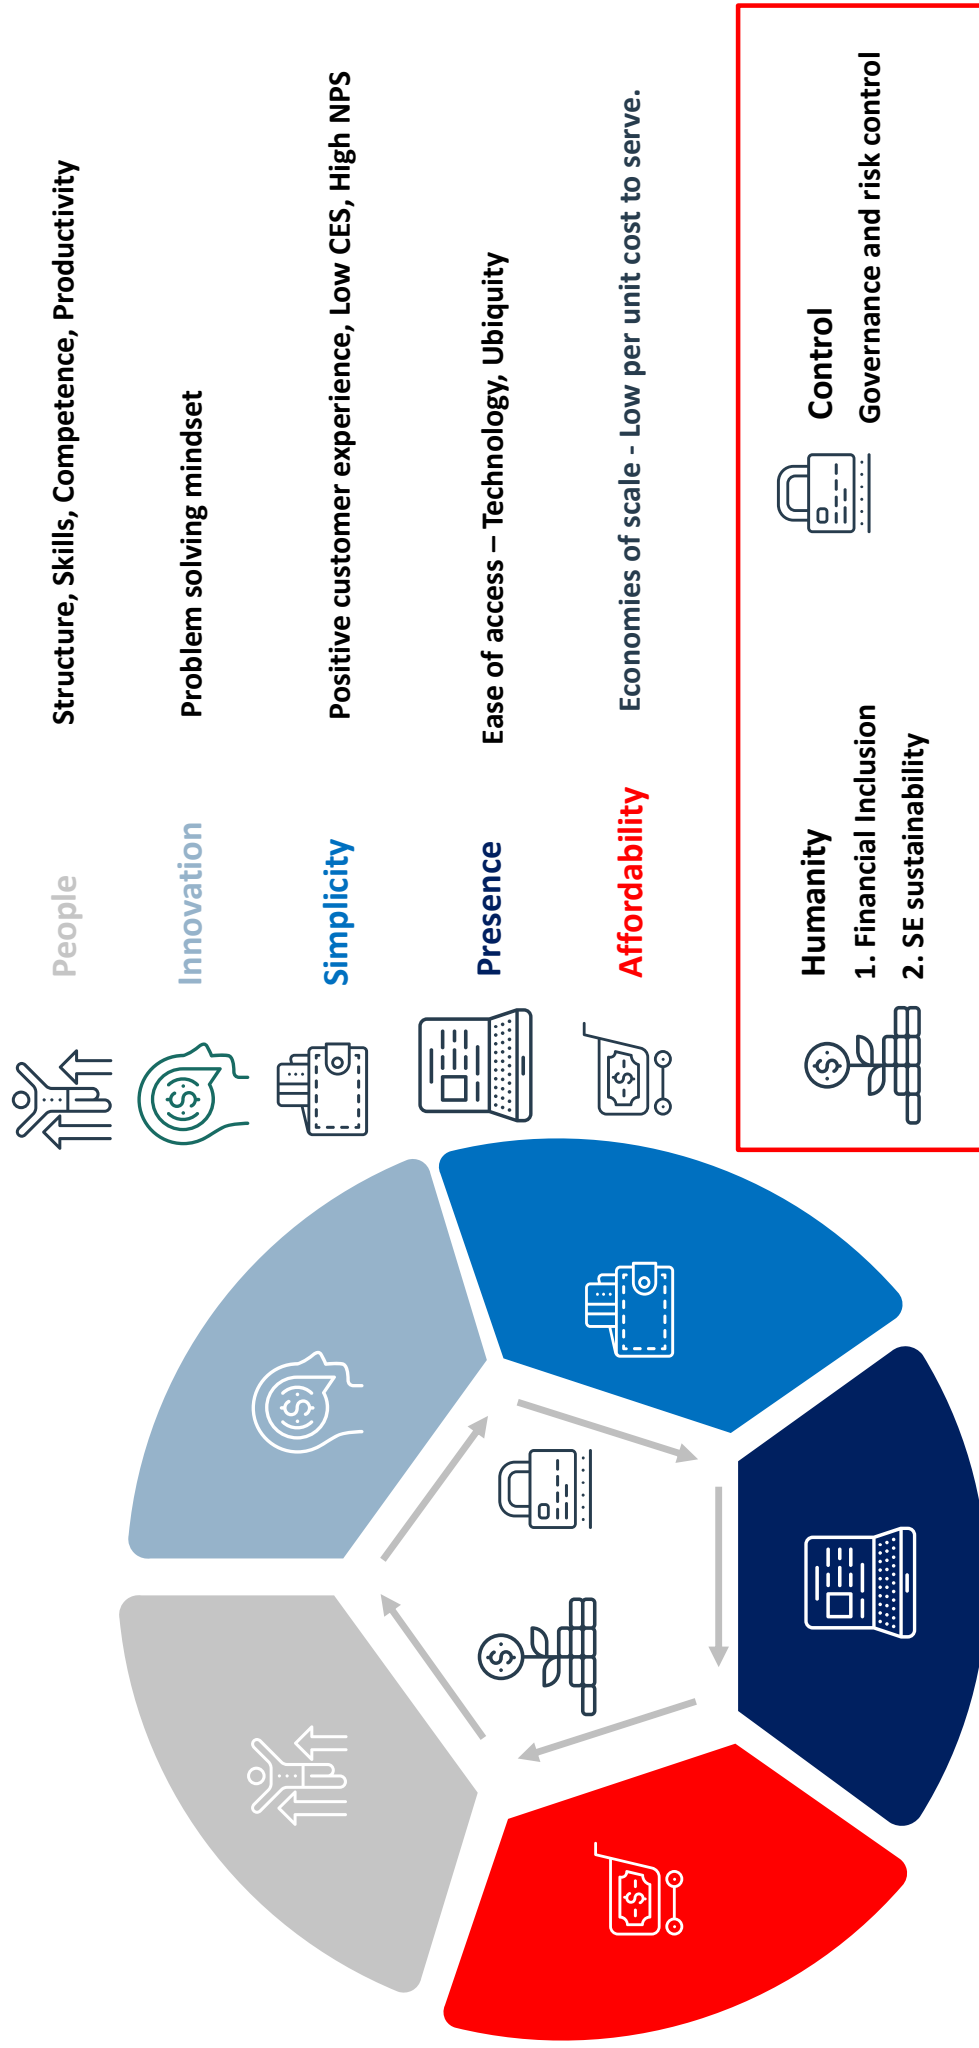 People
Structure, Skills, Competence, Productivity
Innovation
Problem solving mindset
Simplicity
Positive customer experience, Low CES, High NPS
Presence
Ease of access – Technology, Ubiquity
Affordability
Economies of scale - Low per unit cost to serve.
Humanity
1. Financial Inclusion
2. SE sustainability
Control
Governance and risk control